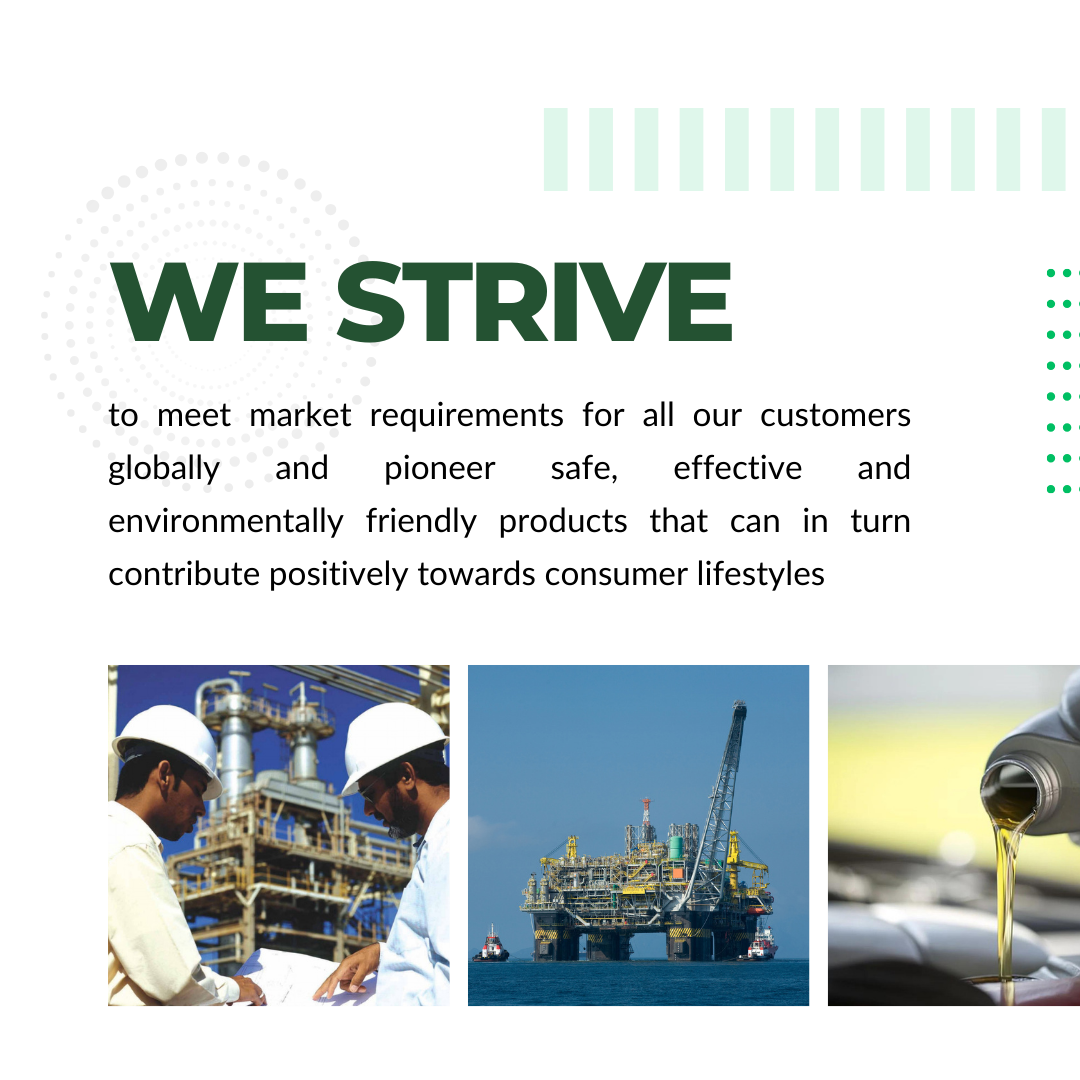 WE STRIVE
to meet market requirements for all our customers
globally and pioneer safe, effective and
environmentally friendly products that can in turn
contribute positively towards consumer lifestyles